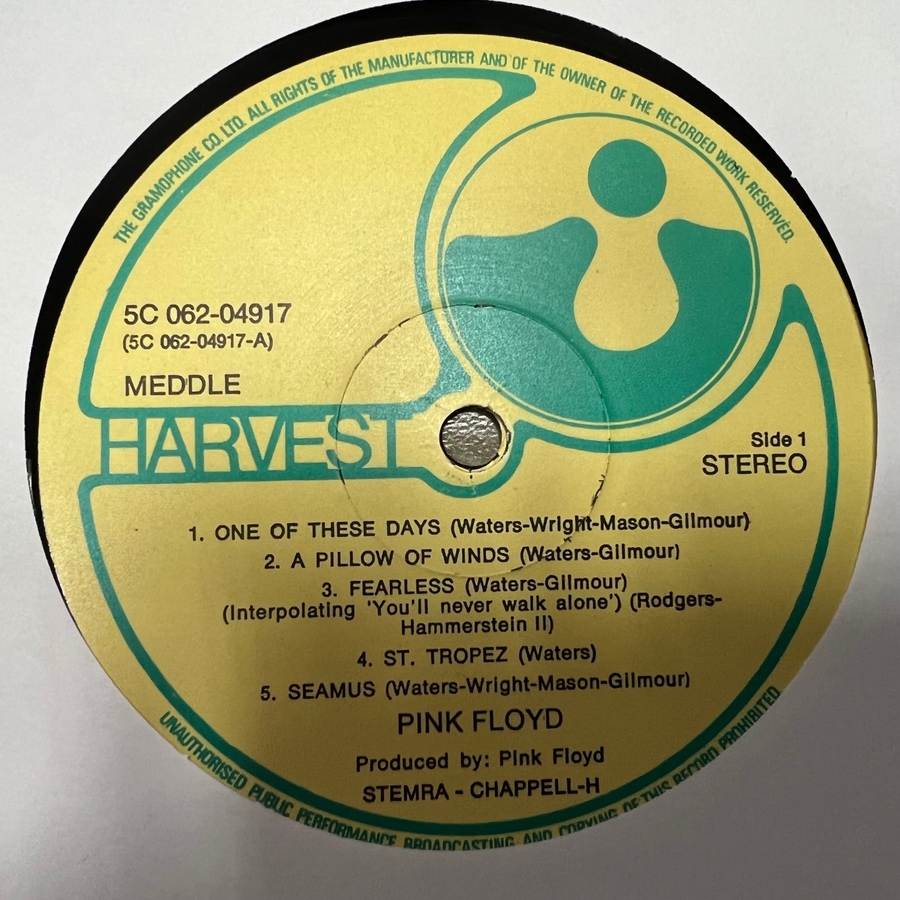 THE GRAMOPHONE CO. LTD. ALL RIGHTS OF THE MANUFACTURER AND OF THE OWNER OF THE RECORDED WORK RESERVED.
5C 062-04917
(5C 062-04917-A)
MEDDLE
HARVEST
Side 1
STEREO
1. ONE OF THESE DAYS (Waters-Wright-Mason-Gilmour)
2. A PILLOW OF WINDS (Waters-Gilmour)
3. FEARLESS (Waters-Gilmour)
(Interpolating 'You'll never walk alone') (Rodgers-
Hammerstein II)
4. ST. TROPEZ (Waters)
5. SEAMUS (Waters-Wright-Mason-Gilmour)
PINK FLOYD
Produced by: Pink Floyd
STEMRA - CHAPPELL-H
UNAUTHORISED PUBLIC PERFORMANCE BROADCASTING AND COPYING OF THIS RECORD PROHIBITED